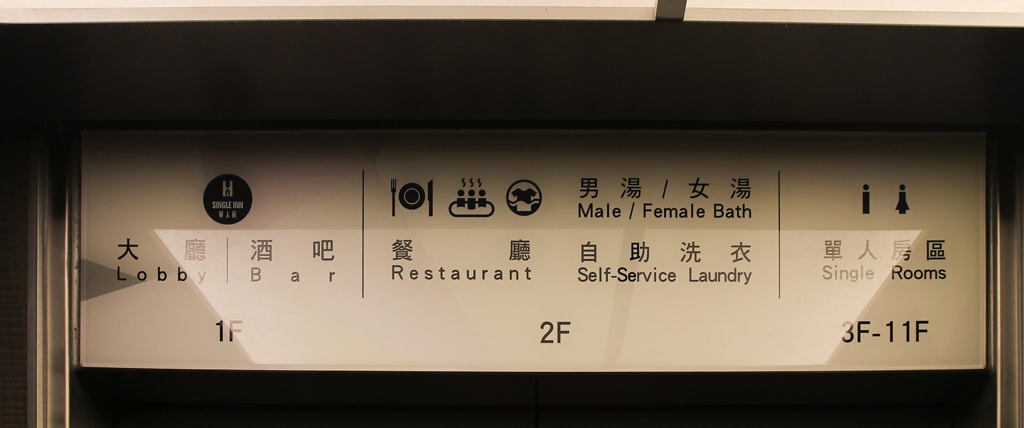 SINGLE INN
單人房
大廳 | 酒吧
Lobby Bar
1F
男湯 / 女湯
Male / Female Bath
餐廳 自助洗衣
Restaurant Self-Service Laundry
2F
單人房區
Single Rooms
3F-11F